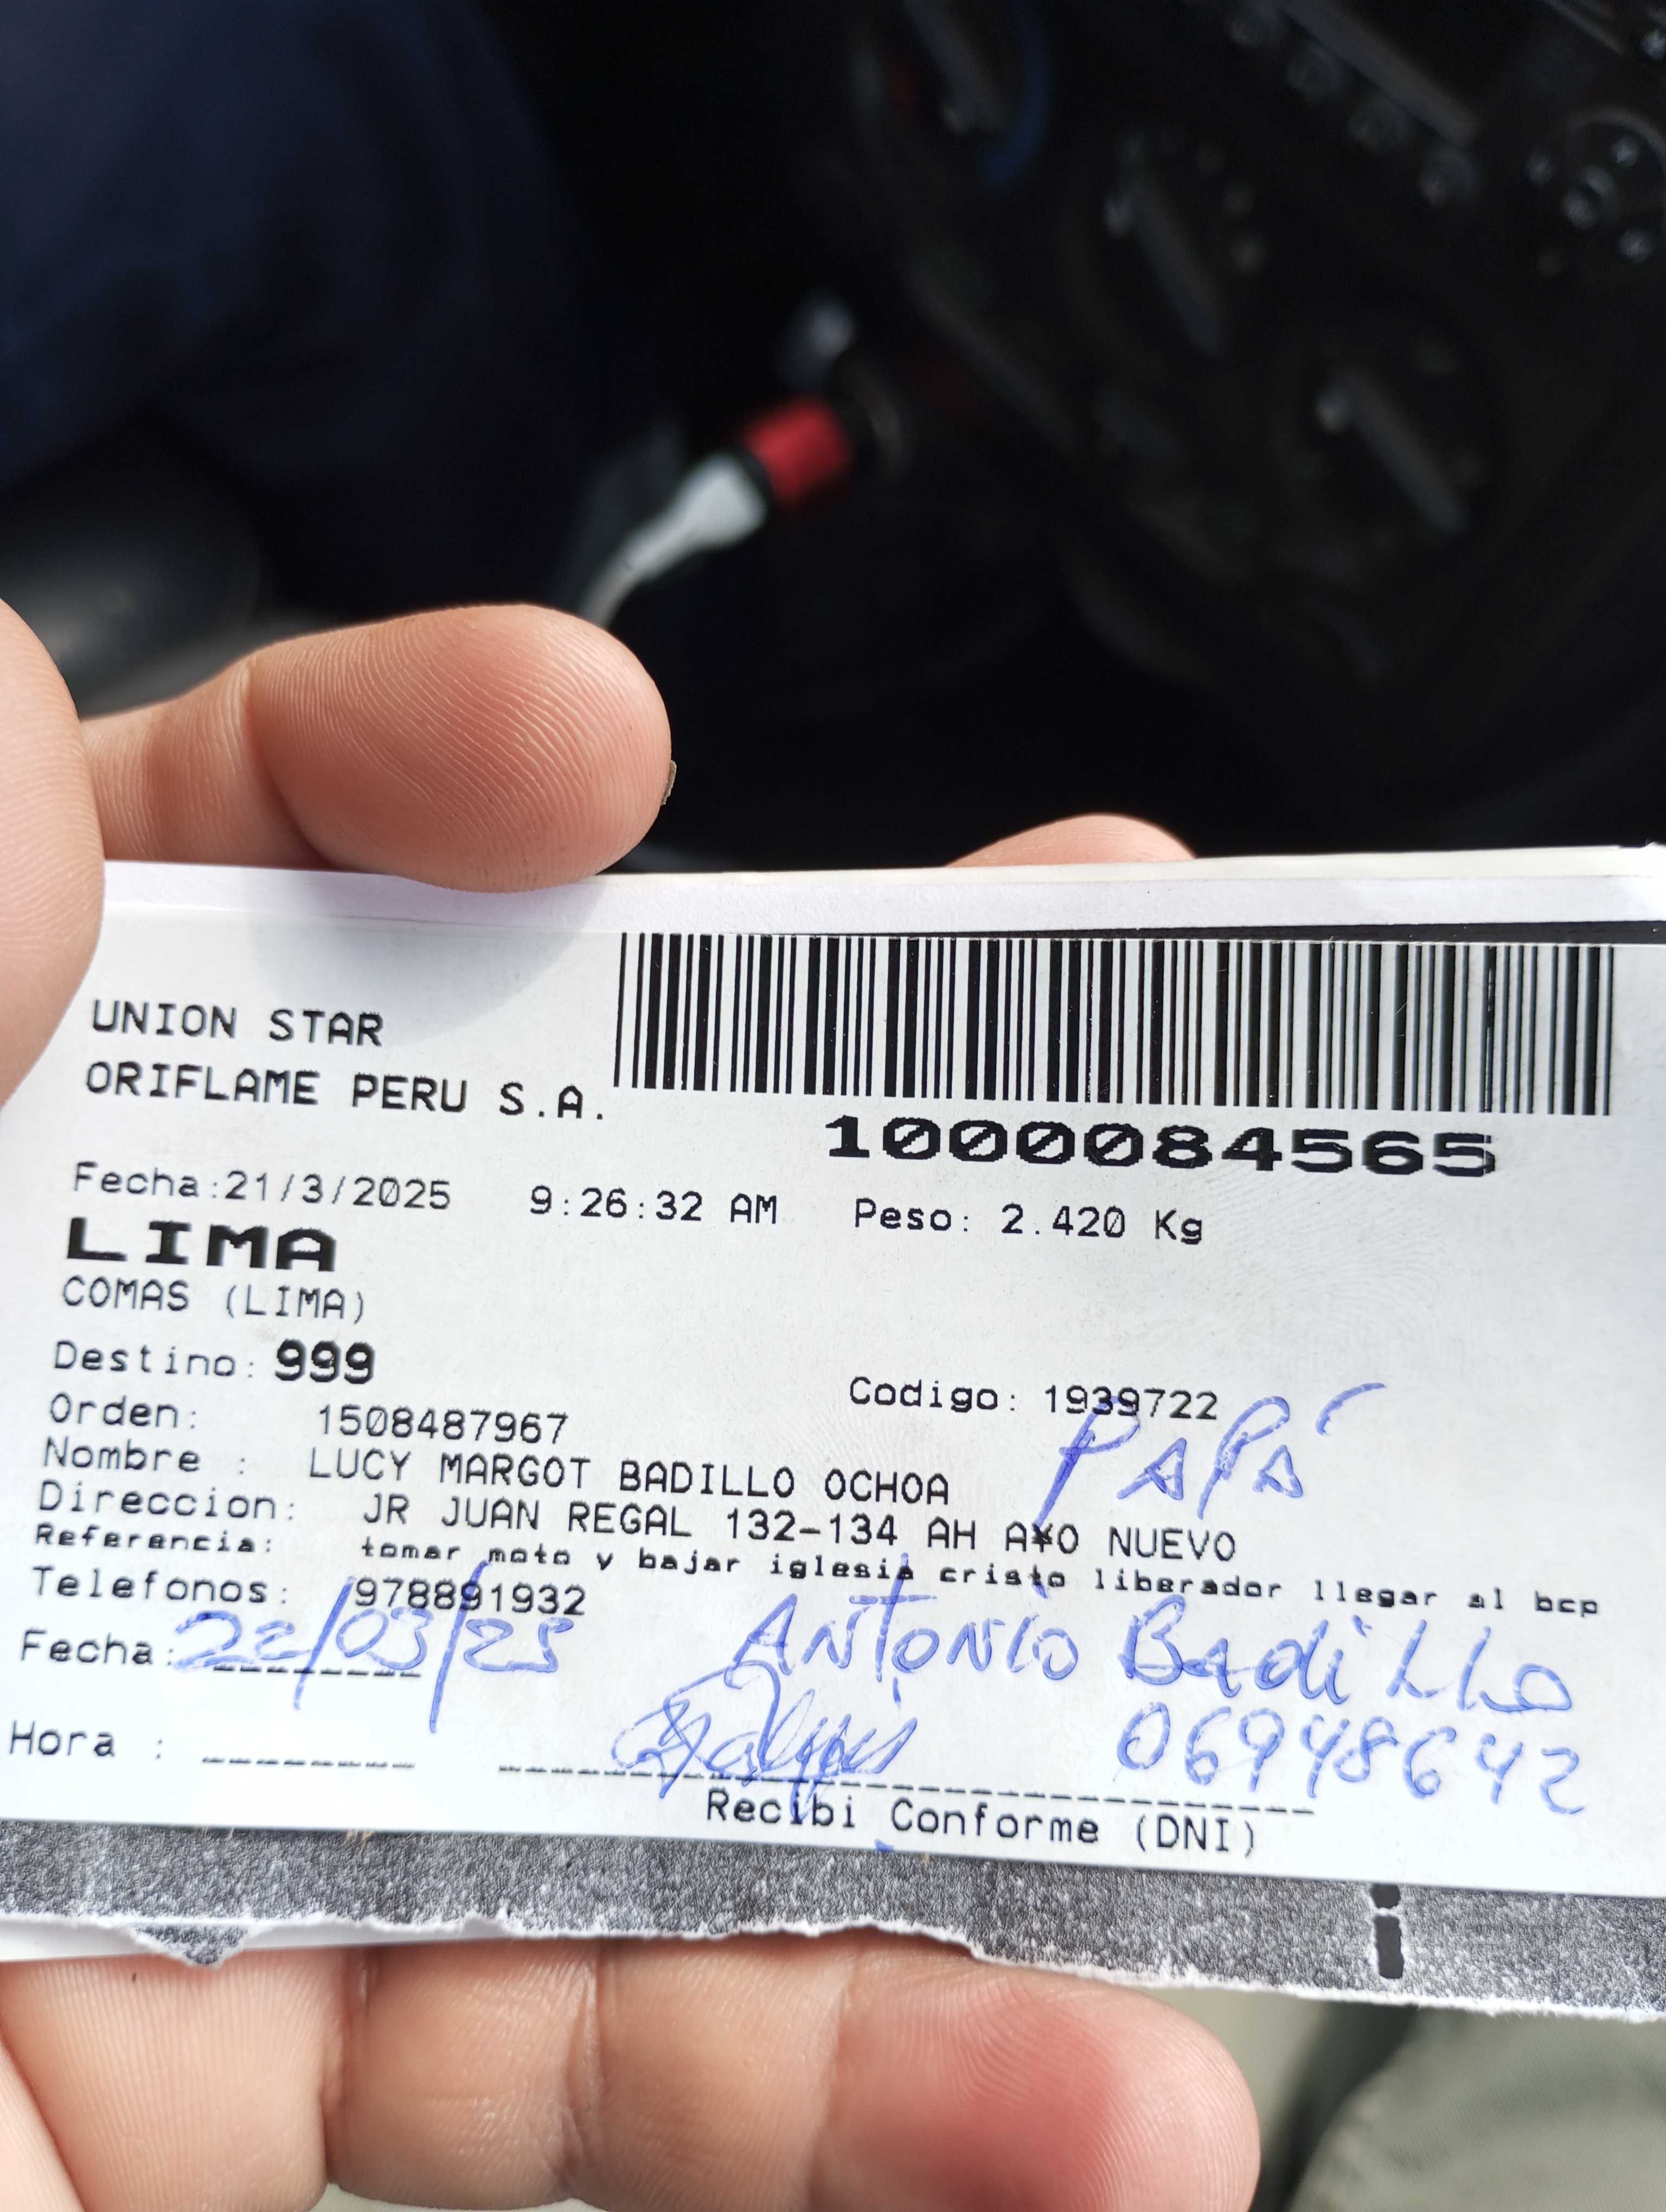 UNION STAR
ORIFLAME PERU S.A.
1000084565
Fecha:21/3/2025 9:26:32 AM Peso: 2.420 Kg
LIMA
COMAS (LIMA)
Destino: 999
Codigo: 1939722
Orden: 1508487967
PAPÁ
Nombre : LUCY MARGOT BADILLO OCHOA
Direccion: JR JUAN REGAL 132-134 AH A¥O NUEVO
Referencia: tomar moto y bajar iglesia cristo liberador llegar al bcp
Telefonos: 978891932
Fecha: 22/03/25 Antonio Badillo
06948642
Hora :
Recibi Conforme (DNI)